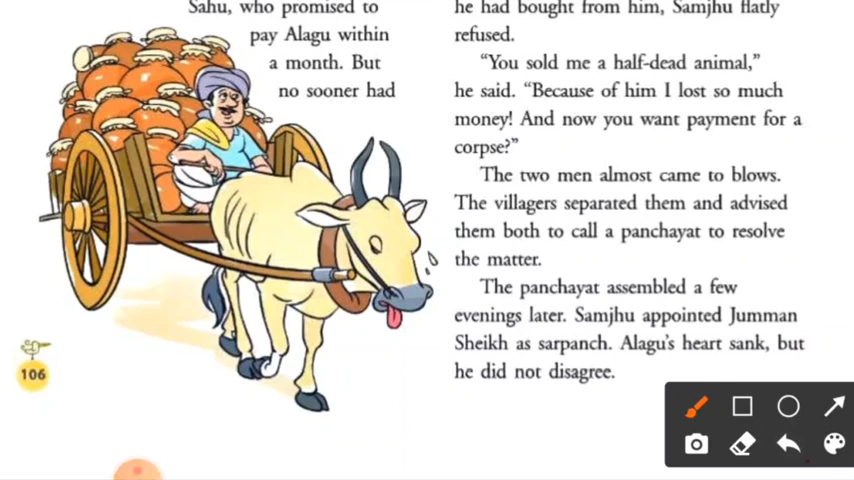 Sahu, who promised to
pay Alagu within
a month. But
no sooner had
106
he had bought from him, Samjhu flatly
refused.
“You sold me a half-dead animal,”
he said. “Because of him I lost so much
money! And now you want payment for a
corpse?”
The two men almost came to blows.
The villagers separated them and advised
them both to call a panchayat to resolve
the matter.
The panchayat assembled a few
evenings later. Samjhu appointed Jumman
Sheikh as sarpanch. Alagu’s heart sank, but
he did not disagree.